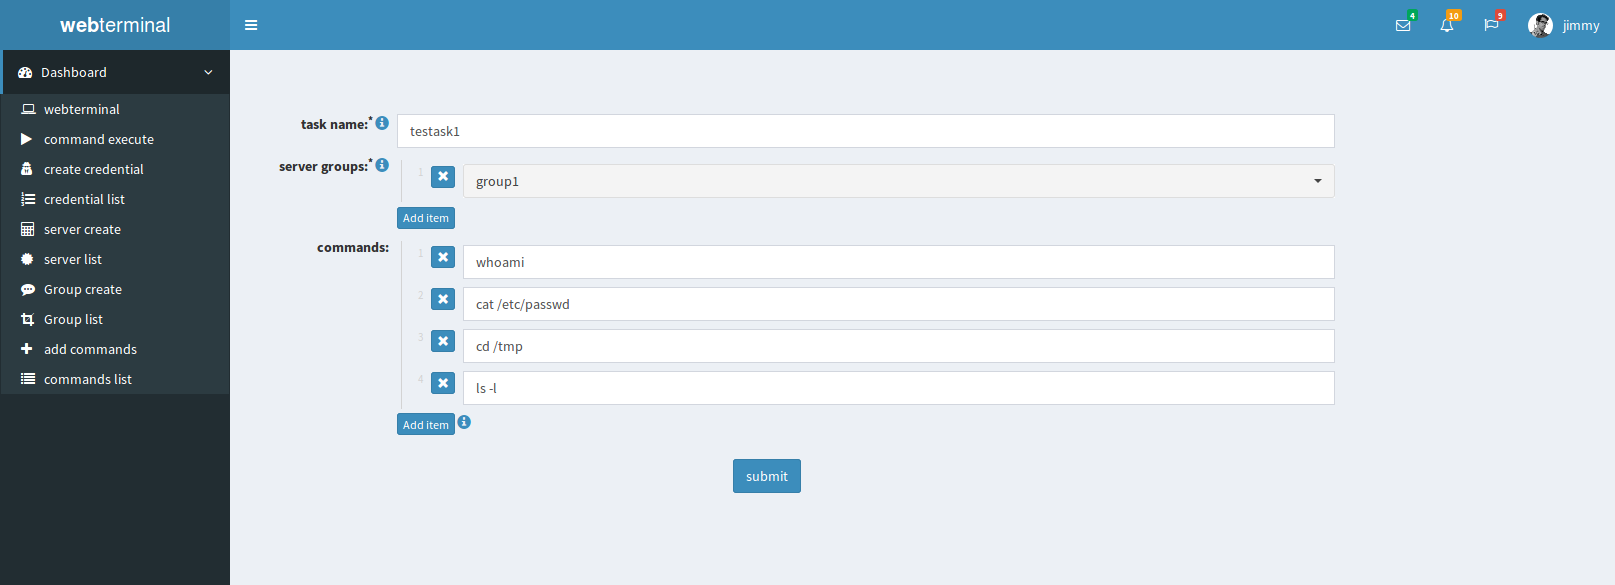 webterminal
4
10
9
jimmy
Dashboard
webterminal
command execute
create credential
credential list
server create
server list
Group create
Group list
add commands
commands list
task name:*
testask1
server groups:*
1
group1
Add item
commands:
1
whoami
2
cat /etc/passwd
3
cd /tmp
4
ls -l
Add item
submit